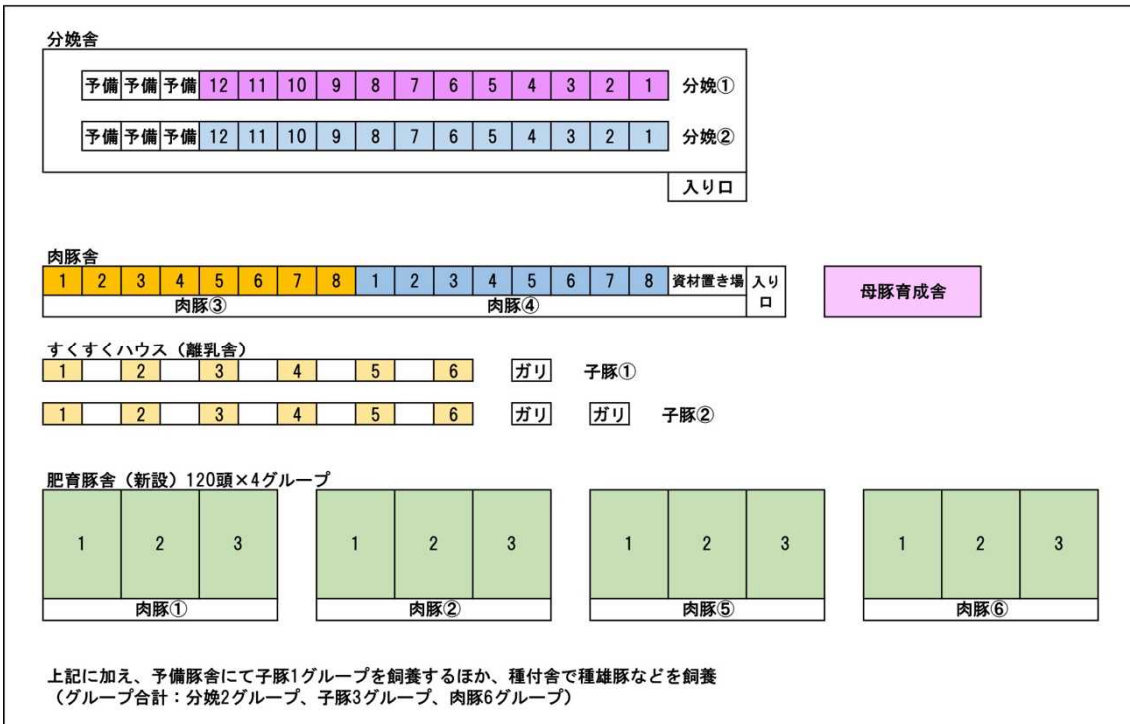 分娩舎
予備 予備 予備 12 11 10 9 8 7 6 5 4 3 2 1 分娩①
予備 予備 予備 12 11 10 9 8 7 6 5 4 3 2 1 分娩②
入り口
肉豚舎
1 2 3 4 5 6 7 8 1 2 3 4 5 6 7 8 資材置き場 入り口
肉豚③ 肉豚④
母豚育成舎
すくすくハウス（離乳舎）
1 2 3 4 5 6 ガリ 子豚①
1 2 3 4 5 6 ガリ ガリ 子豚②
肥育豚舎（新設）120頭×4グループ
1 2 3 1 2 3 1 2 3 1 2 3
肉豚① 肉豚② 肉豚⑤ 肉豚⑥
上記に加え、予備豚舎にて子豚1グループを飼養するほか、種付舎で種雄豚などを飼養
（グループ合計：分娩2グループ、子豚3グループ、肉豚6グループ）